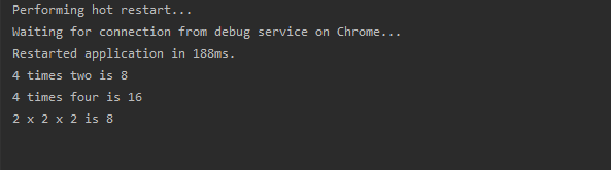 Performing hot restart...
Waiting for connection from debug service on Chrome...
Restarted application in 188ms.
4 times two is 8
4 times four is 16
2 x 2 x 2 is 8